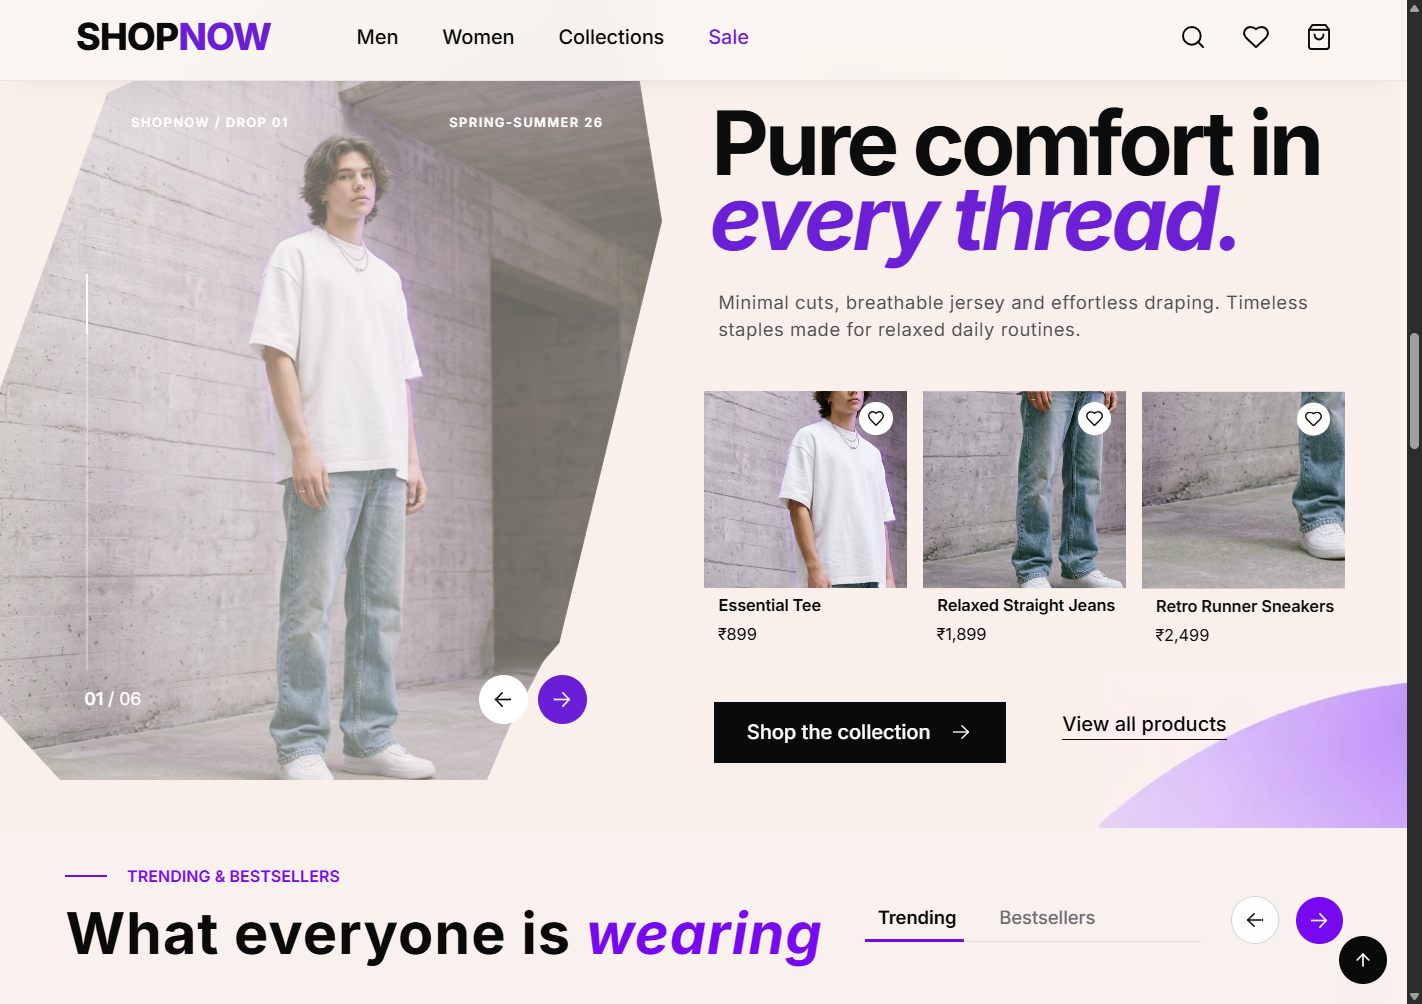 SHOPNOW
Men
Women
Collections
Sale
SHOPNOW / DROP 01
SPRING-SUMMER 26
01 / 06
Pure comfort in
every thread.
Minimal cuts, breathable jersey and effortless draping. Timeless
staples made for relaxed daily routines.
Essential Tee
₹899
Relaxed Straight Jeans
₹1,899
Retro Runner Sneakers
₹2,499
Shop the collection
View all products
TRENDING & BESTSELLERS
What everyone is wearing
Trending
Bestsellers